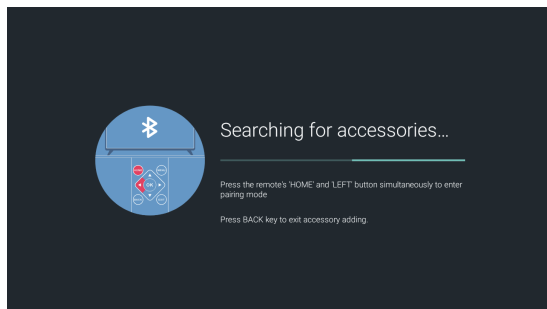 Searching for accessories...
Press the remote's 'HOME' and 'LEFT' button simultaneously to enter
pairing mode
Press BACK key to exit accessory adding.
OK